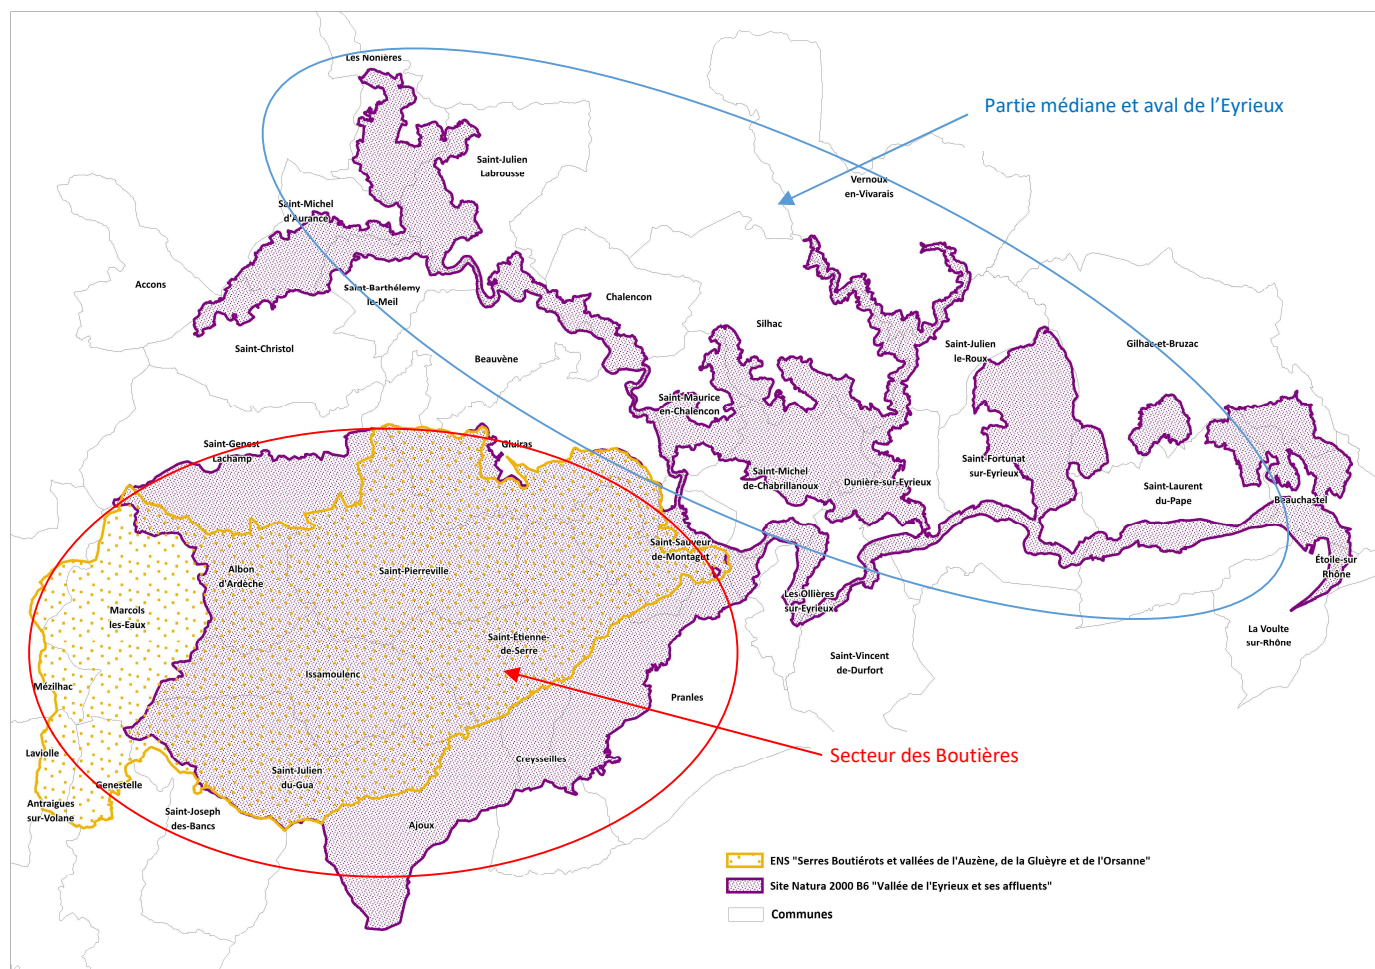 Les Nonières
Partie médiane et aval de l'Eyrieux
Saint-Julien
Labrousse
Vernoux
en-Vivarais
Saint-Michel
d'Aurance
Accons
Saint-Barthélemy
le-Meil
Chalencon
Silhac
Saint-Christol
Beauvène
Saint-Julien
le-Roux
Gilhac-et-Bruzac
Saint-Maurice
en-Chalencon
Saint-Genest
Lachamp
Gluiras
Saint-Michel
de-Chabrillanoux
Dunière-sur-Eyrieux
Saint-Fortunat
sur-Eyrieux
Saint-Laurent
du-Pape
Beauchastel
Saint-Sauveur
de-Montagut
Étoile-sur
Rhône
Albon
d'Ardèche
Saint-Pierreville
Les Ollières
sur-Eyrieux
Marcols
les-Eaux
Saint-Étienne-
de-Serre
La Voulte
sur-Rhône
Saint-Vincent
de-Durfort
Issamoulenc
Mézilhac
Pranles
Laviolle
Secteur des Boutières
Creysseilles
Genestelle
Saint-Julien
du-Gua
Antraigues
sur-Volane
Saint-Joseph
des-Bancs
Ajoux
ENS "Serres Boutiérots et vallées de l'Auzène, de la Gluèyre et de l'Orsanne"
Site Natura 2000 B6 "Vallée de l'Eyrieux et ses affluents"
Communes